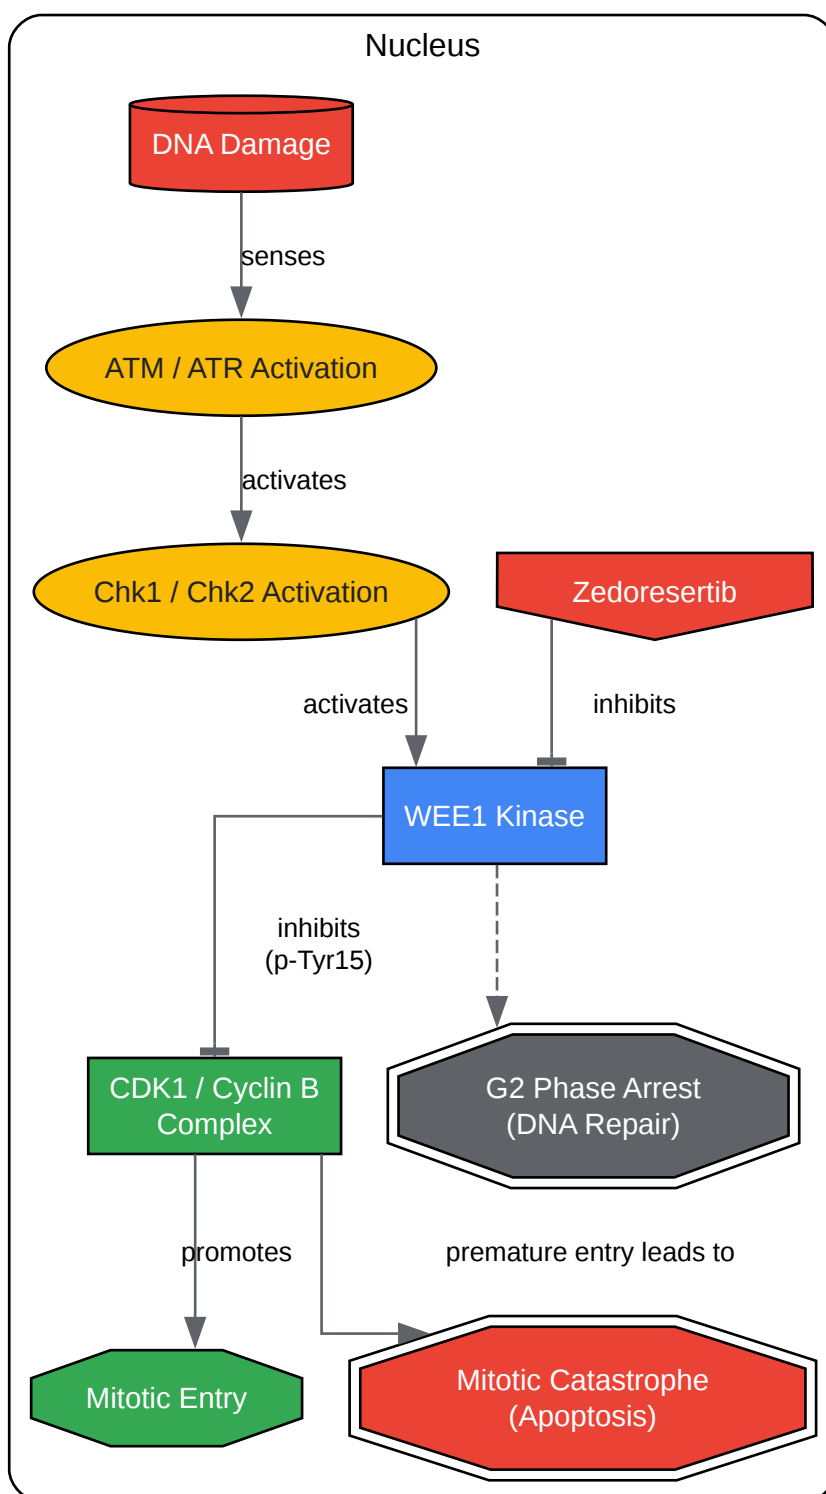 Nucleus
DNA Damage
senses
ATM / ATR Activation
activates
Chk1 / Chk2 Activation
Zedoresertib
activates
inhibits
WEE1 Kinase
inhibits
(p-Tyr15)
CDK1 / Cyclin B
Complex
G2 Phase Arrest
(DNA Repair)
promotes
premature entry leads to
Mitotic Entry
Mitotic Catastrophe
(Apoptosis)